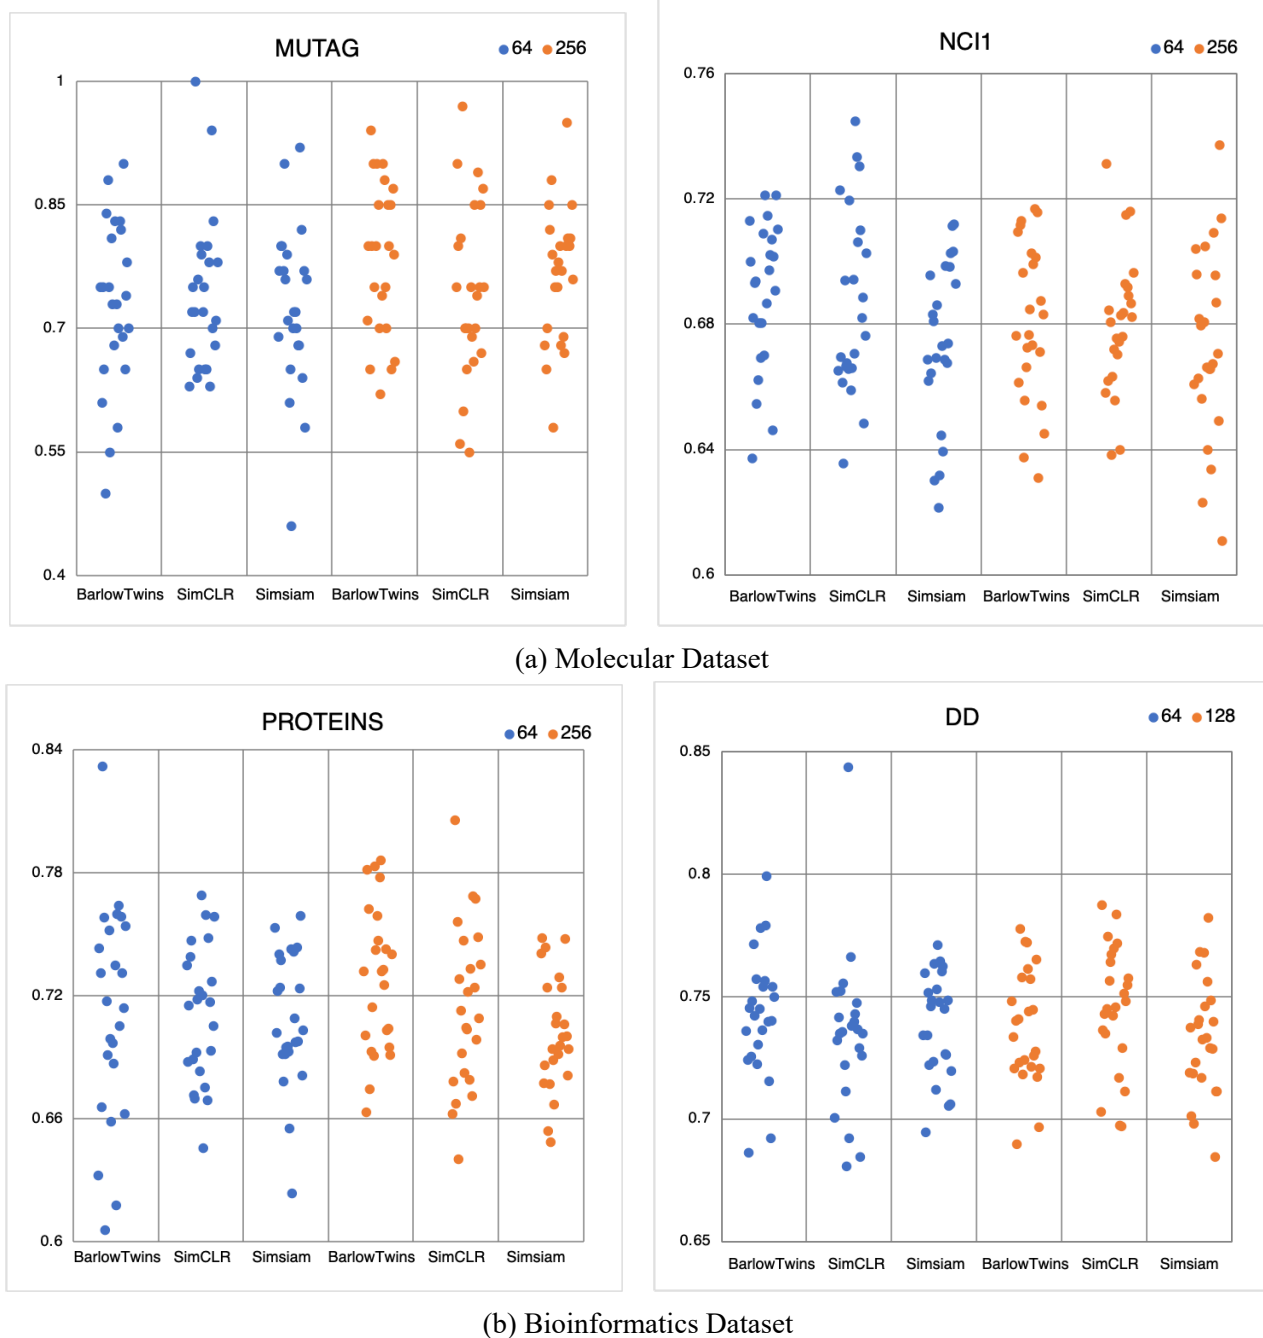 MUTAG
64 256
1
0.85
0.7
0.55
0.4
BarlowTwins SimCLR Simsiam BarlowTwins SimCLR Simsiam
NCI1
64 256
0.76
0.72
0.68
0.64
0.6
BarlowTwins SimCLR Simsiam BarlowTwins SimCLR Simsiam
(a) Molecular Dataset
PROTEINS
64 256
0.84
0.78
0.72
0.66
0.6
BarlowTwins SimCLR Simsiam BarlowTwins SimCLR Simsiam
DD
64 128
0.85
0.8
0.75
0.7
0.65
BarlowTwins SimCLR Simsiam BarlowTwins SimCLR Simsiam
(b) Bioinformatics Dataset